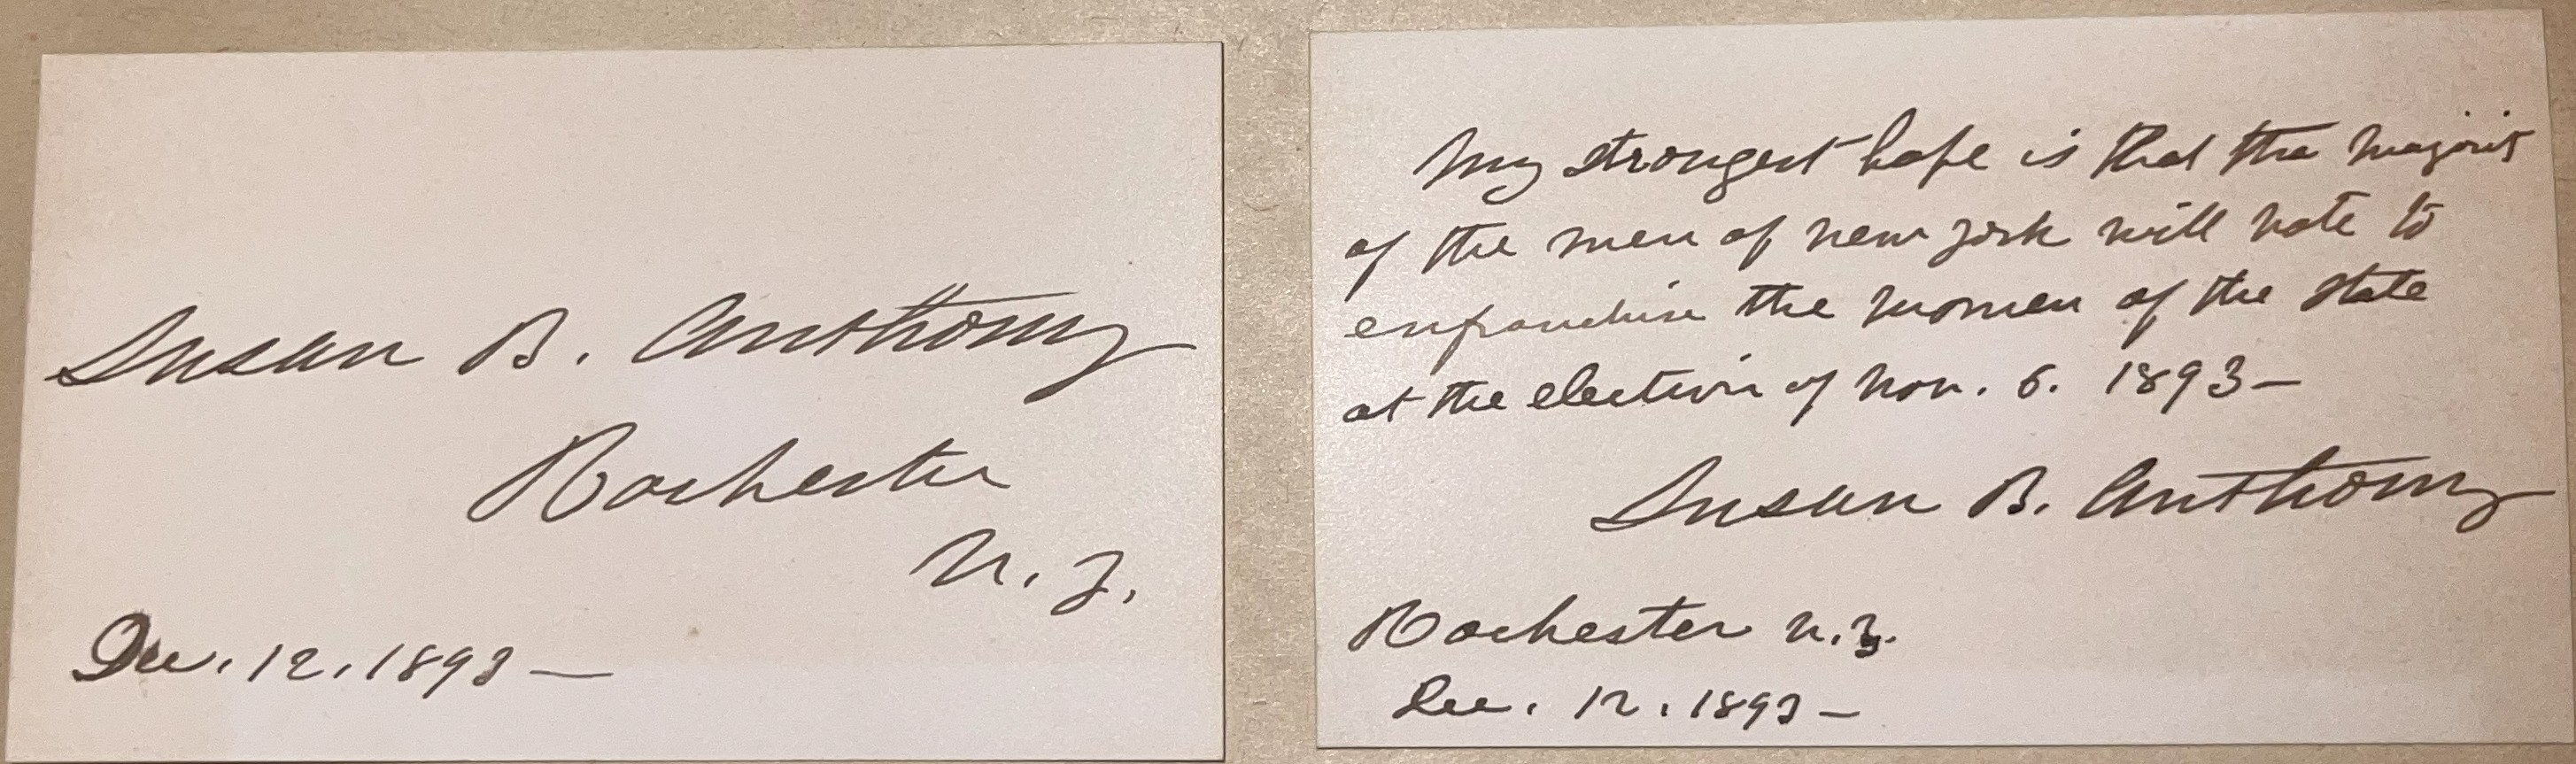 Susan B. Anthony
Rochester
N.Y.
Dec. 12. 1893—
My strongest hope is that the majority
of the men of New York will vote to
enfranchise the women of the State
at the election of Nov. 6. 1893—
Susan B. Anthony
Rochester N.Y.
Dec. 12. 1893—